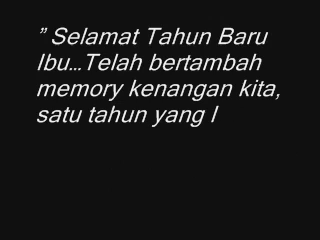 ” Selamat Tahun Baru
Ibu...Telah bertambah
memory kenangan kita,
satu tahun yang l